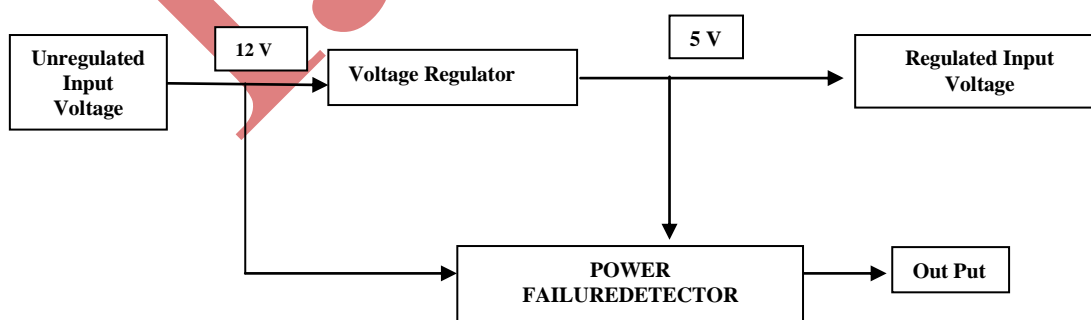 Unregulated
Input
Voltage
12 V
Voltage Regulator
5 V
Regulated Input
Voltage
POWER
FAILUREDETECTOR
Out Put